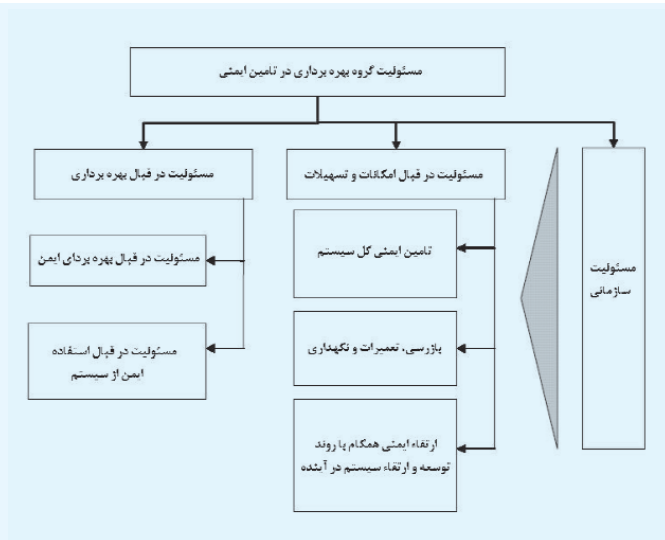 مسئولیت گروه بهره برداری در تامین ایمنی
مسئولیت
سازمانی
مسئولیت در قبال امکانات و تسهیلات
تامین ایمنی کل سیستم
بازرسی، تعمیرات و نگهداری
ارتقاء ایمنی همگام با روند
توسعه و ارتقاء سیستم در آینده
مسئولیت در قبال بهره برداری
مسئولیت در قبال بهره بردای ایمن
مسئولیت در قبال استفاده
ایمن از سیستم